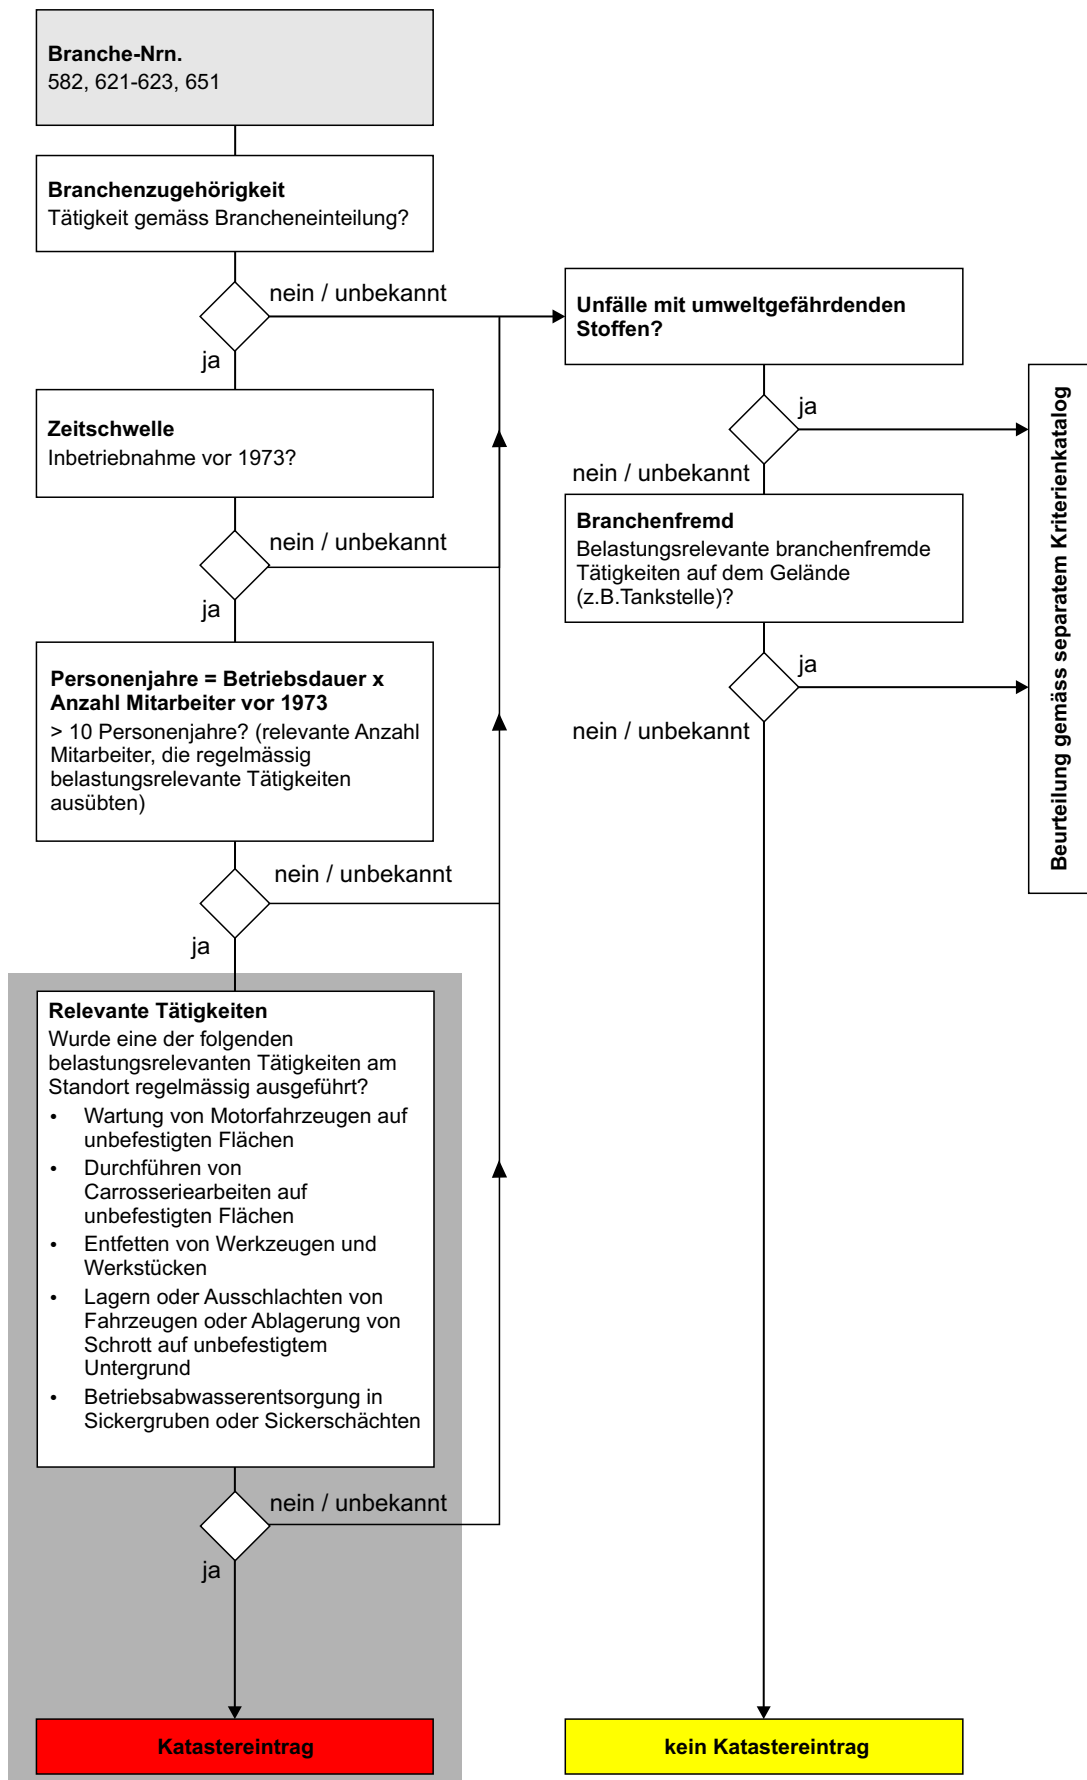 Branche-Nrn.
582, 621-623, 651
Branchenzugehörigkeit
Tätigkeit gemäss Brancheneinteilung?
nein / unbekannt
ja
Zeitschwelle
Inbetriebnahme vor 1973?
nein / unbekannt
ja
Personenjahre = Betriebsdauer x
Anzahl Mitarbeiter vor 1973
> 10 Personenjahre? (relevante Anzahl
Mitarbeiter, die regelmässig
belastungsrelevante Tätigkeiten
ausübten)
nein / unbekannt
ja
Relevante Tätigkeiten
Wurde eine der folgenden
belastungsrelevanten Tätigkeiten am
Standort regelmässig ausgeführt?
• Wartung von Motorfahrzeugen auf
unbefestigten Flächen
• Durchführen von
Carrosseriearbeiten auf
unbefestigten Flächen
• Entfetten von Werkzeugen und
Werkstücken
• Lagern oder Ausschlachten von
Fahrzeugen oder Ablagerung von
Schrott auf unbefestigtem
Untergrund
• Betriebsabwasserentsorgung in
Sickergruben oder Sickerschächten
nein / unbekannt
ja
Katastereintrag
Unfälle mit umweltgefährdenden
Stoffen?
ja
nein / unbekannt
Branchenfremd
Belastungsrelevante branchenfremde
Tätigkeiten auf dem Gelände
(z.B.Tankstelle)?
ja
nein / unbekannt
kein Katastereintrag
Beurteilung gemäss separatem Kriterienkatalog